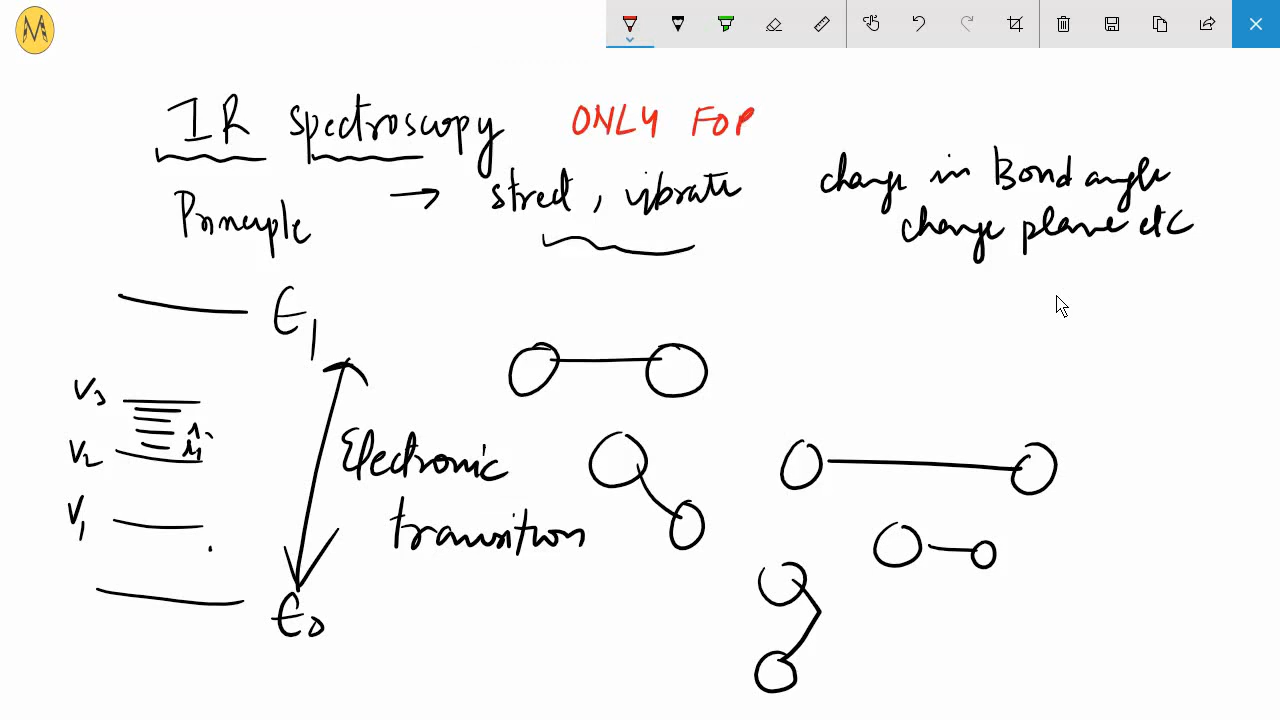 M
IR Spectroscopy ONLY FOR
Principle → stret, vibrate
change in Bond angle
change plane etc
E1
V3
V2
V1
Electronic
transition
E0